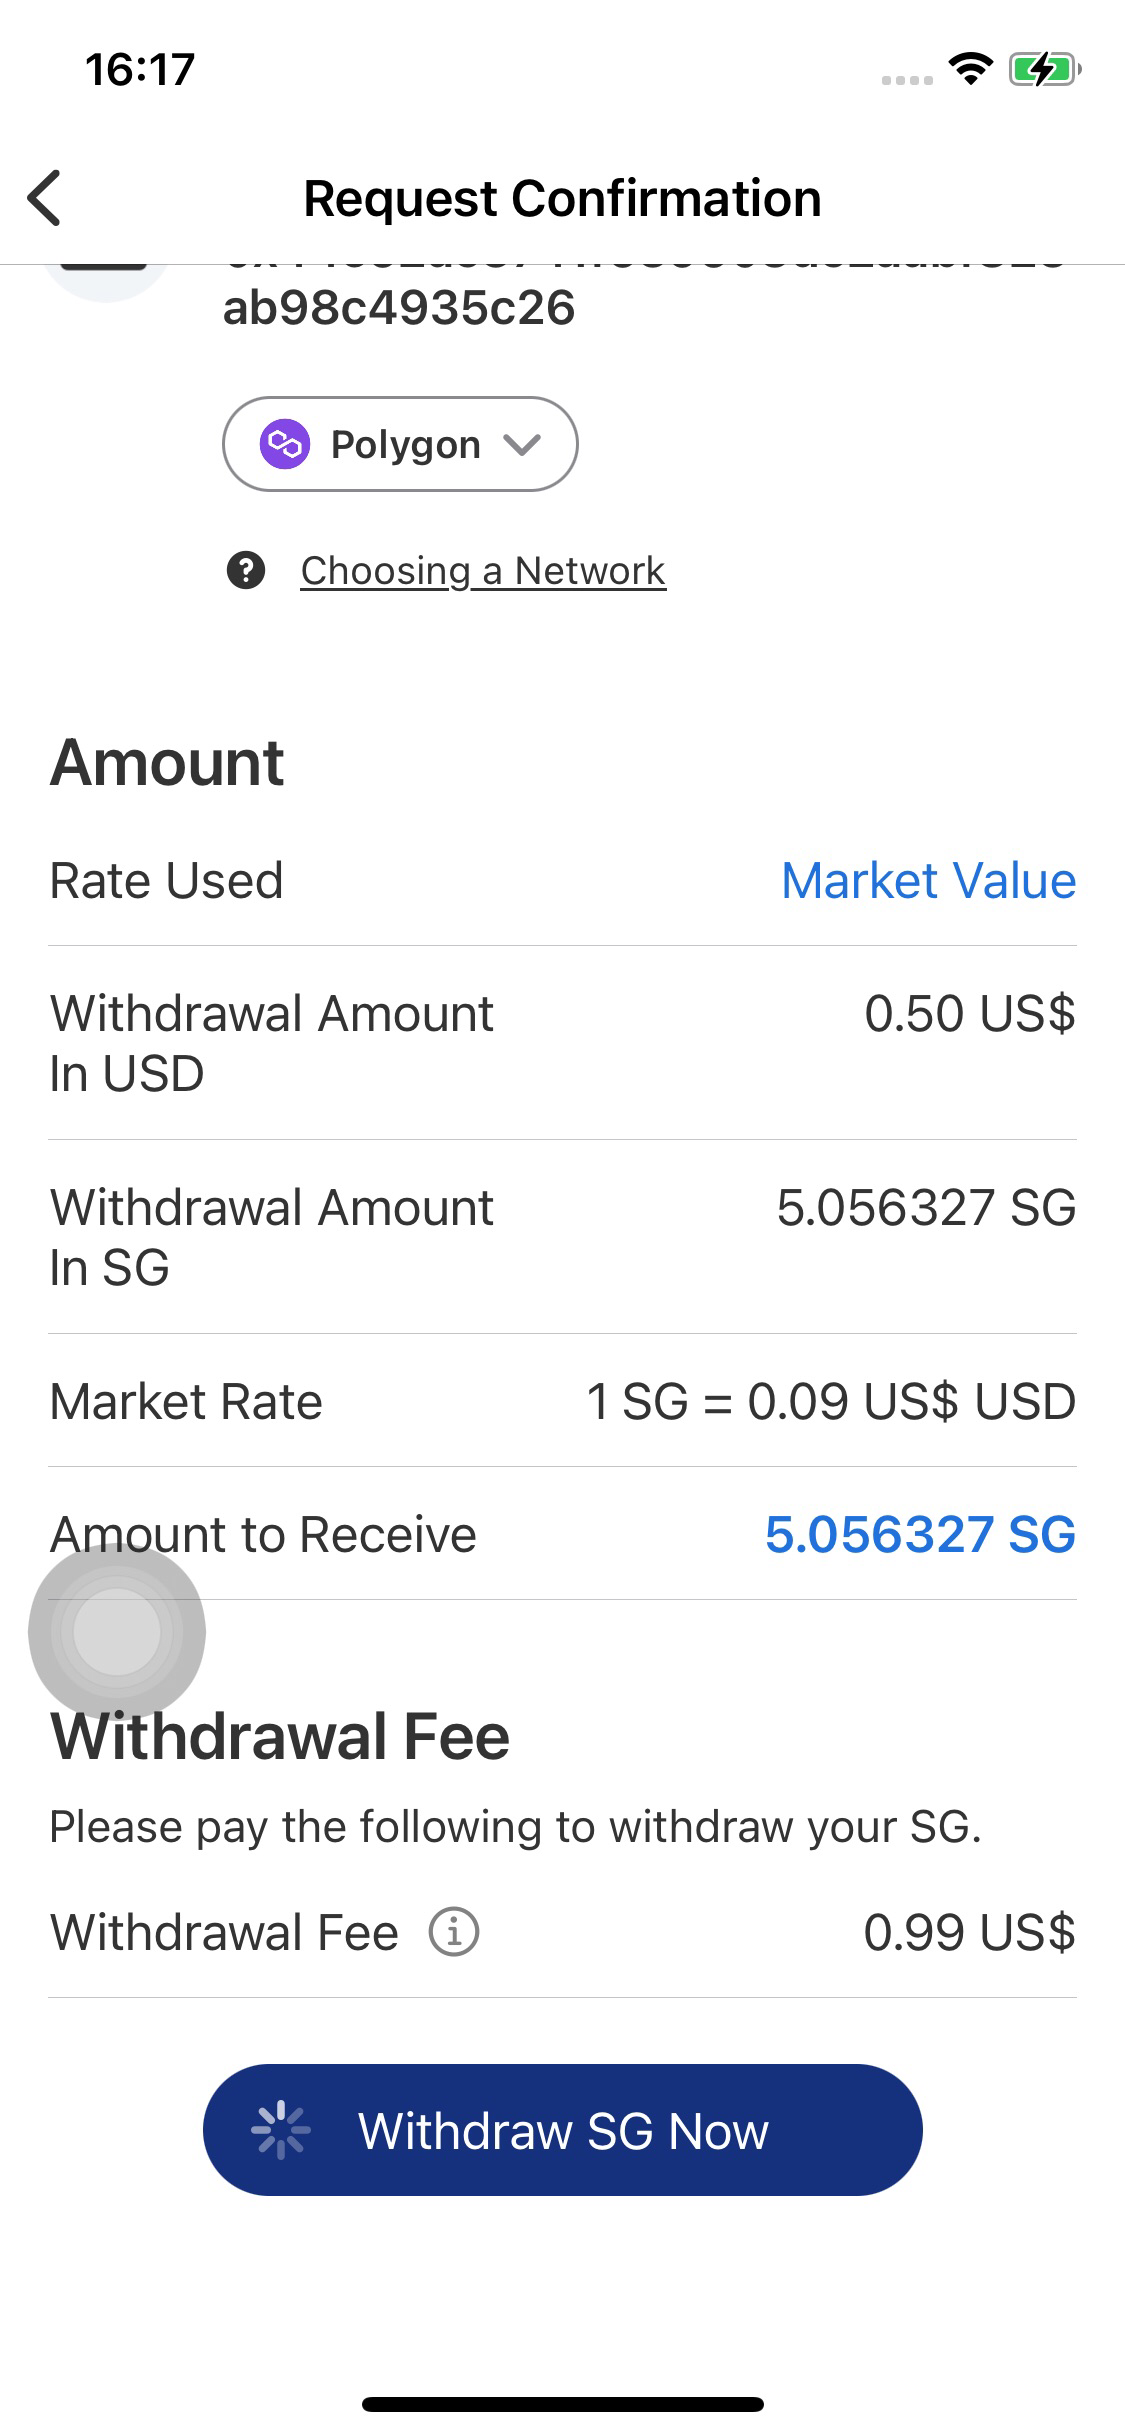 16:17
Request Confirmation
ab98c4935c26
Polygon
Choosing a Network
Amount
Rate Used Market Value
Withdrawal Amount 0.50 US$
In USD
Withdrawal Amount 5.056327 SG
In SG
Market Rate 1 SG = 0.09 US$ USD
Amount to Receive 5.056327 SG
Withdrawal Fee
Please pay the following to withdraw your SG.
Withdrawal Fee 0.99 US$
Withdraw SG Now